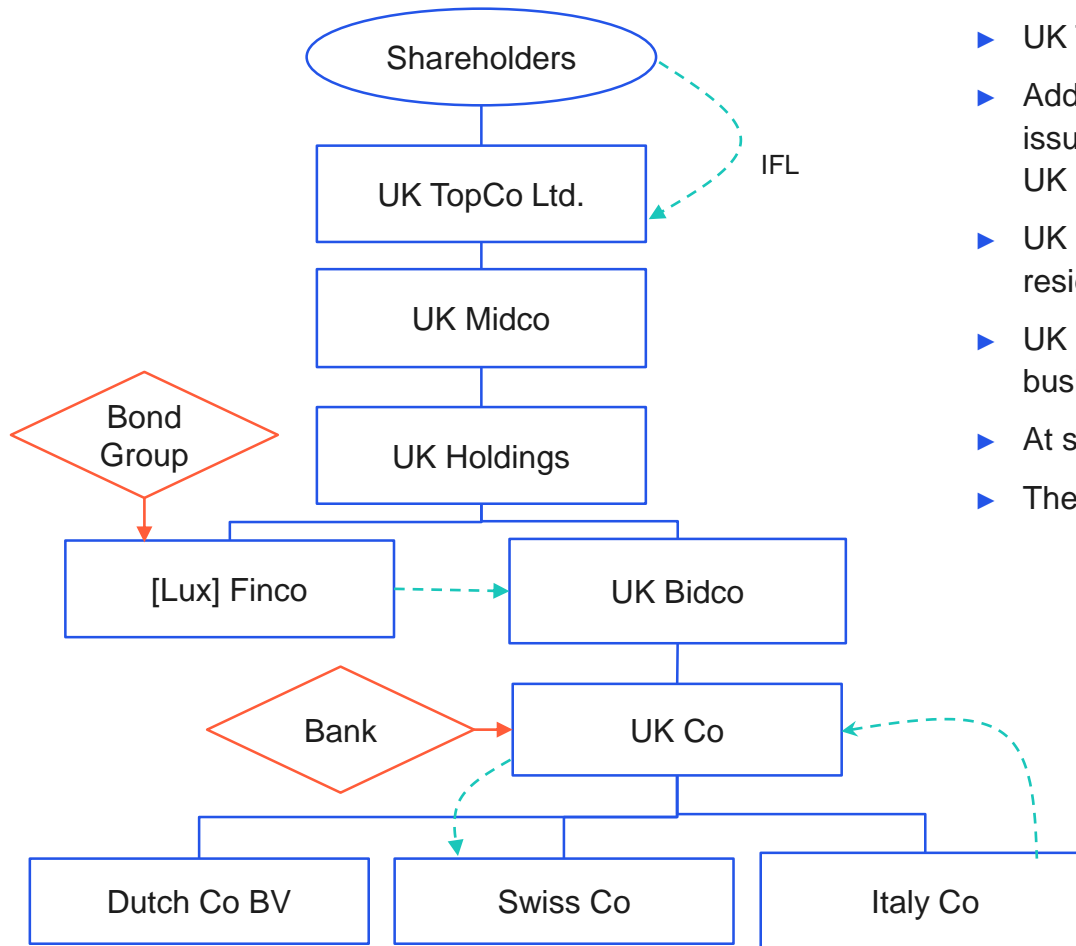 Shareholders
IFL
UK TopCo Ltd.
UK Midco
Bond
Group
UK Holdings
[Lux] Finco
UK Bidco
Bank
UK Co
Dutch Co BV
Swiss Co
Italy Co
► UK
► Add
issu
UK
► UK
resi
► UK
bus
► At s
► The